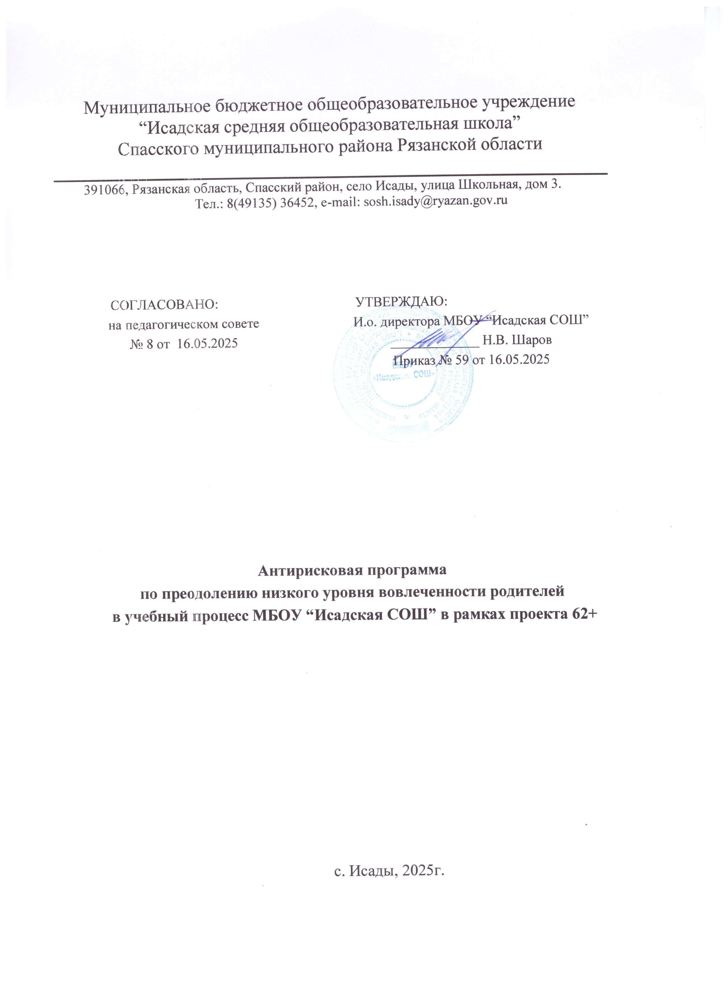 Муниципальное бюджетное общеобразовательное учреждение
“Исадская средняя общеобразовательная школа”
Спасского муниципального района Рязанской области
391066, Рязанская область, Спасский район, село Исады, улица Школьная, дом 3.
Тел.: 8(49135) 36452, e-mail: sosh.isady@ryazan.gov.ru
СОГЛАСОВАНО:
на педагогическом совете
№ 8 от 16.05.2025
УТВЕРЖДАЮ:
И.о. директора МБОУ “Исадская СОШ”
Н.В. Шаров
Приказ № 59 от 16.05.2025
МБОУ
«Исадская СОШ»
Антирисковая программа
по преодолению низкого уровня вовлеченности родителей
в учебный процесс МБОУ “Исадская СОШ” в рамках проекта 62+
с. Исады, 2025г.